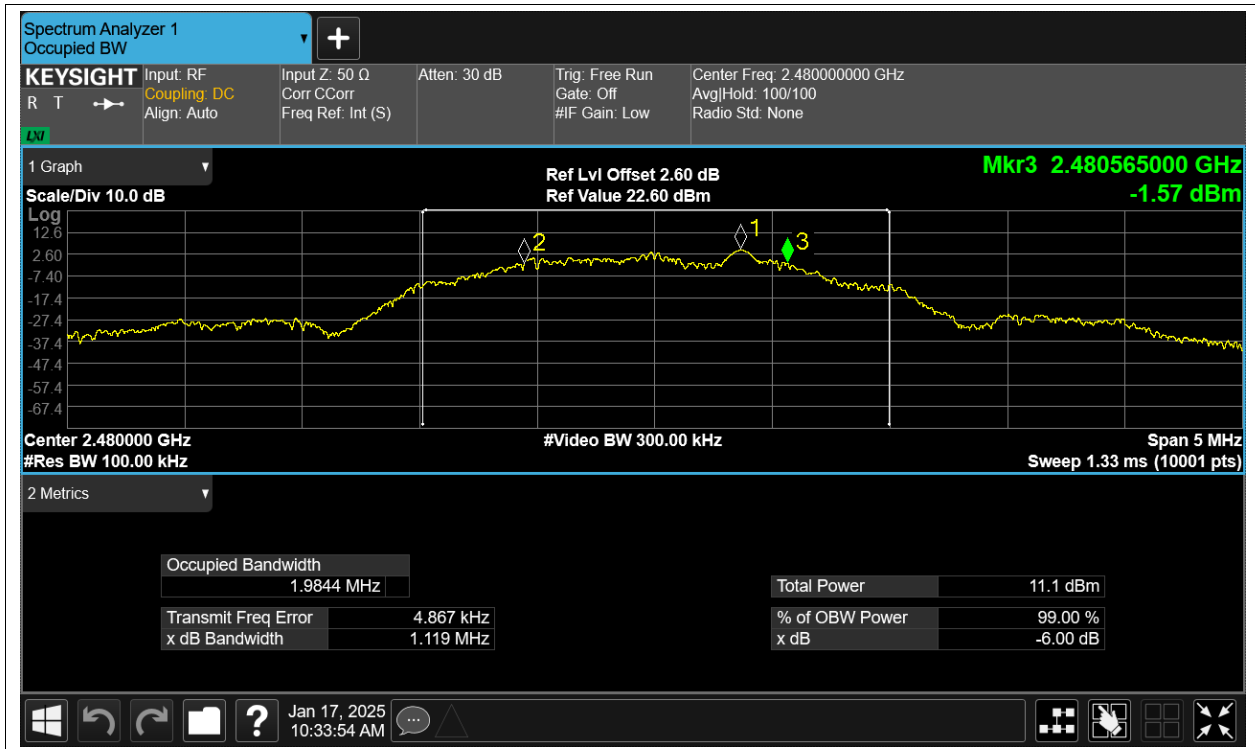 Spectrum Analyzer 1
Occupied BW
KEYSIGHT
R T
LXI
Input: RF
Coupling: DC
Align: Auto
Input Z: 50 Ω
Corr CCorr
Freq Ref: Int (S)
Atten: 30 dB
Trig: Free Run
Gate: Off
#IF Gain: Low
Center Freq: 2.480000000 GHz
Avg|Hold: 100/100
Radio Std: None
1 Graph
Scale/Div 10.0 dB
Ref Lvl Offset 2.60 dB
Ref Value 22.60 dBm
Mkr3 2.480565000 GHz
-1.57 dBm
Log
12.6
2.60
-7.40
-17.4
-27.4
-37.4
-47.4
-57.4
-67.4
2
1
3
Center 2.480000 GHz
#Res BW 100.00 kHz
#Video BW 300.00 kHz
Span 5 MHz
Sweep 1.33 ms (10001 pts)
2 Metrics
Occupied Bandwidth
1.9844 MHz
Transmit Freq Error 4.867 kHz
x dB Bandwidth 1.119 MHz
Total Power 11.1 dBm
% of OBW Power 99.00 %
x dB -6.00 dB
Jan 17, 2025
10:33:54 AM